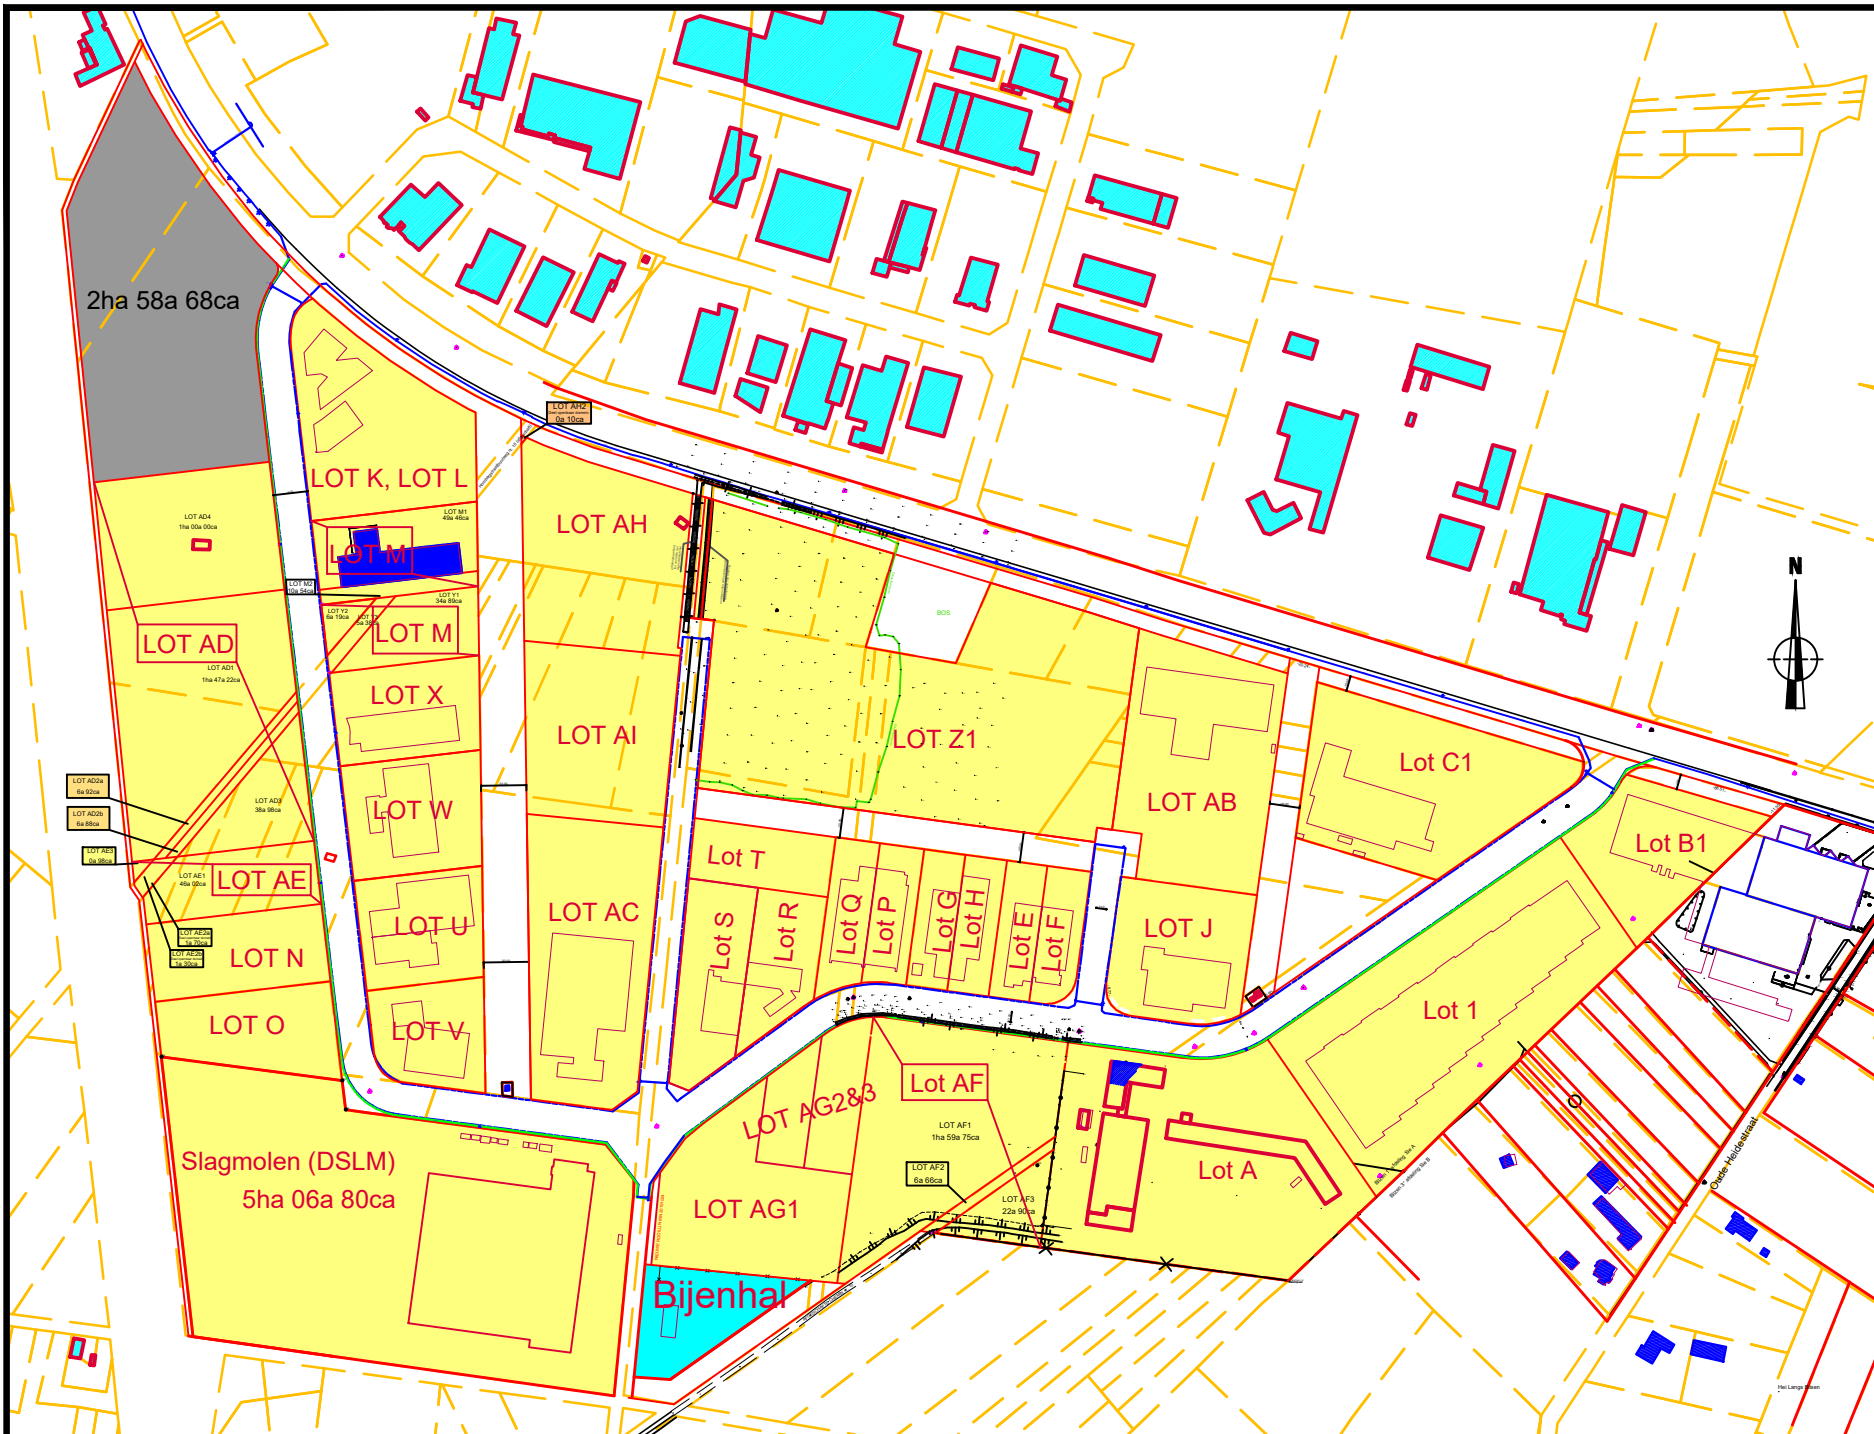 N
2ha 58a 68ca
LOT AH2
0a 10ca
LOT K, LOT L
LOT AD4
1ha 00a 00ca
LOT M1
49a 46ca
LOT AH
LOT M
LOT M2
10a 54ca
LOT Y1
34a 89ca
LOT Y2
6a 19ca
BOS
LOT M
LOT AD
LOT AD1
1ha 47a 22ca
LOT X
LOT AI
LOT Z1
Lot C1
LOT AD2a
6a 92ca
LOT AD3
38a 98ca
LOT W
LOT AB
LOT AD2b
6a 88ca
LOT AE3
0a 98ca
Lot T
Lot B1
LOT AE1
46a 02ca
LOT AE
LOT U
LOT AC
Lot S
Lot R
Lot Q
Lot P
Lot G
Lot H
Lot E
Lot F
LOT J
LOT AE2a
1a 70ca
LOT AE2b
1a 30ca
LOT N
LOT O
LOT V
Lot 1
LOT AG2&3
Lot AF
LOT AF1
1ha 59a 75ca
Slagmolen (DSLM)
5ha 06a 80ca
LOT AF2
6a 66ca
LOT AF3
22a 90ca
Lot A
LOT AG1
Oude Heidestraat
Bijenhal
Hei Langs Bilsen